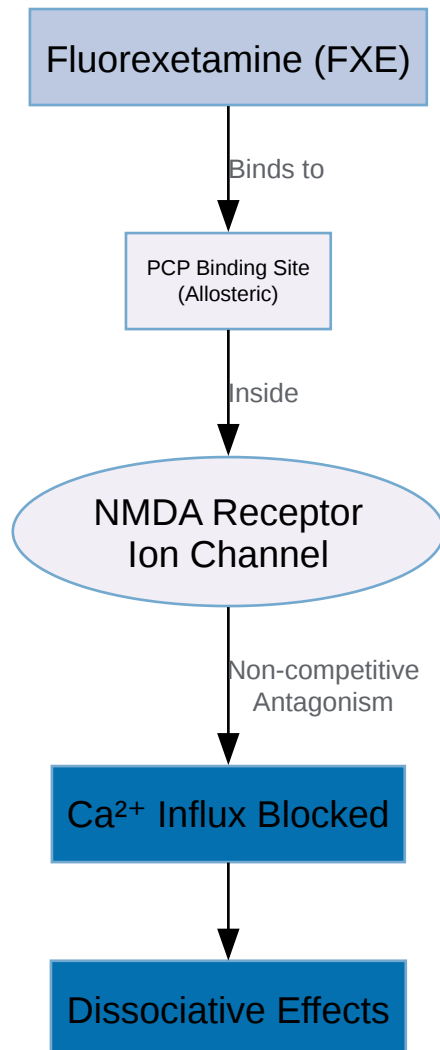 Fluorexetamine (FXE)
Binds to
PCP Binding Site
(Allosteric)
Inside
NMDA Receptor
Ion Channel
Non-competitive
Antagonism
Ca²⁺ Influx Blocked
Dissociative Effects